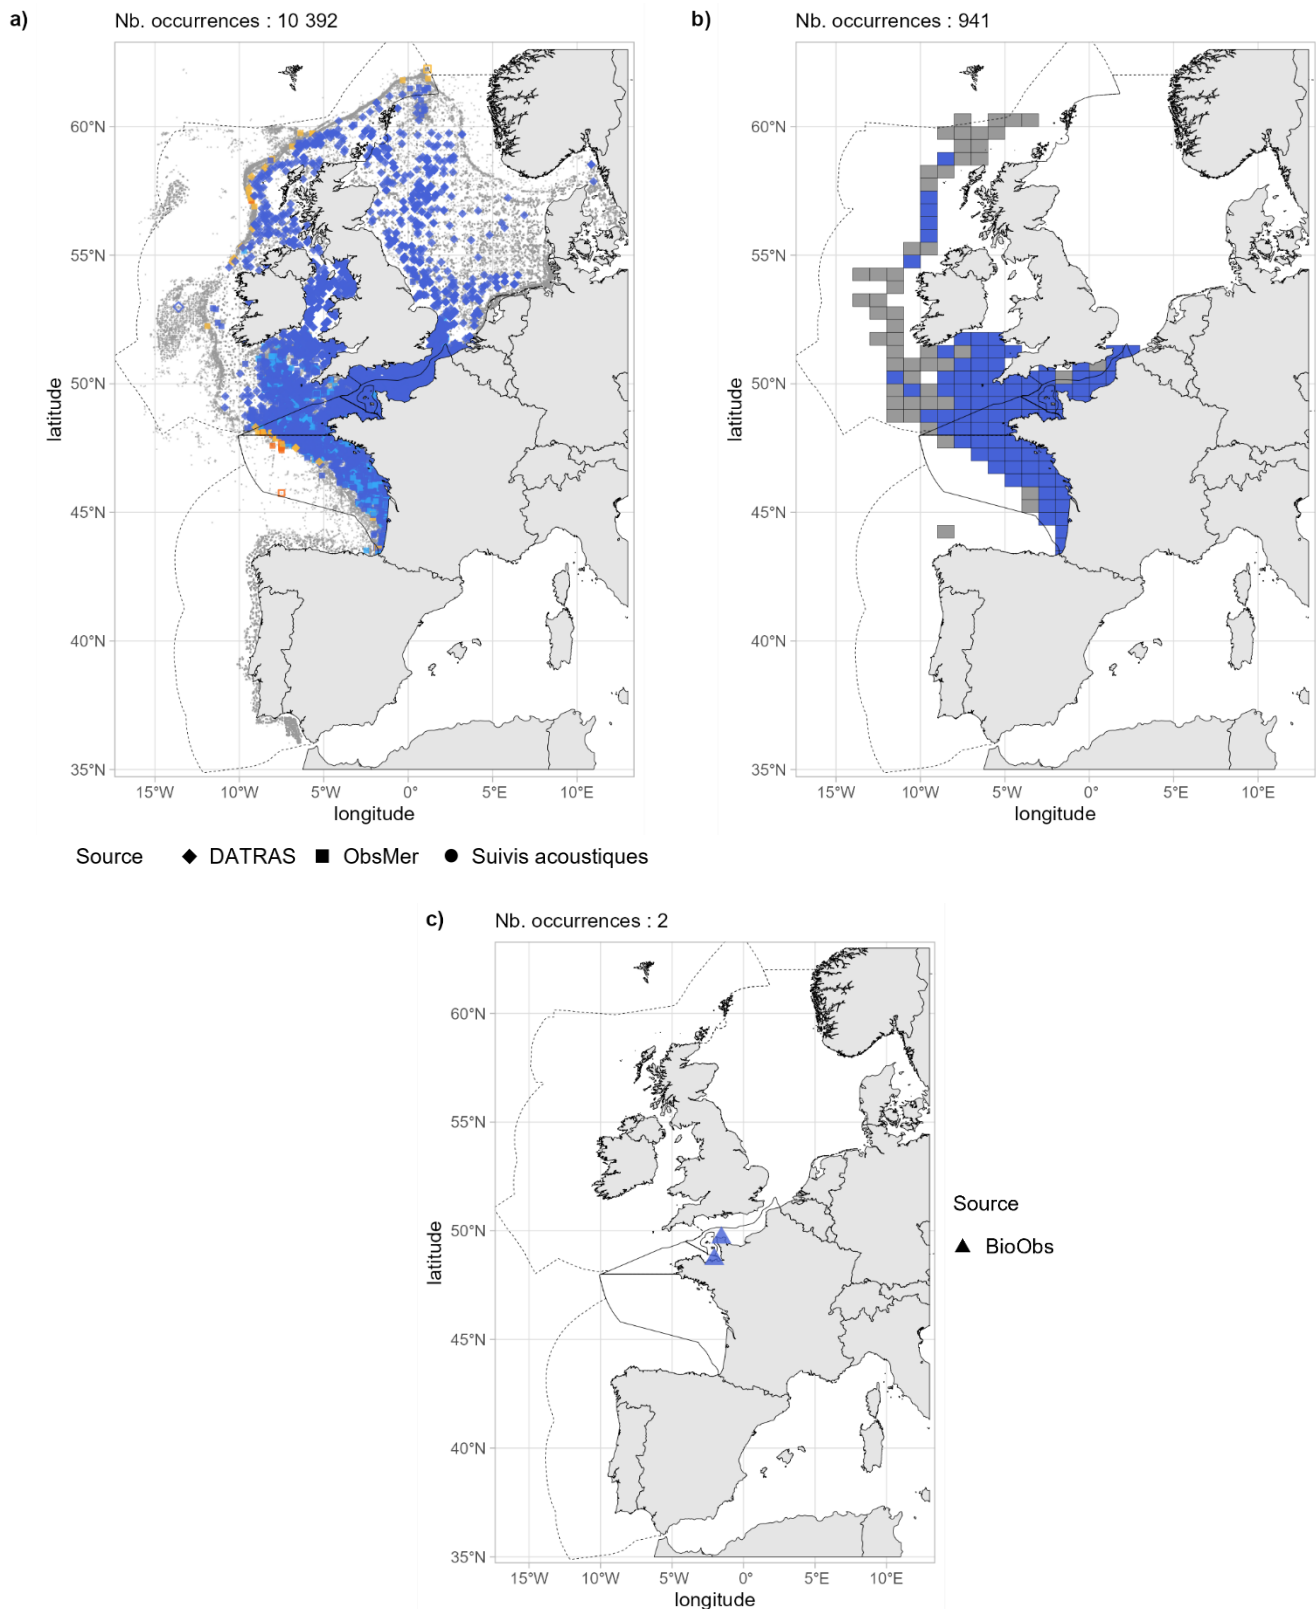 a)
Nb. occurrences : 10 392
60°N
55°N
50°N
45°N
40°N
35°N
latitude
15°W 10°W 5°W 0° 5°E 10°E
longitude
b)
Nb. occurrences : 941
60°N
55°N
50°N
45°N
40°N
35°N
latitude
15°W 10°W 5°W 0° 5°E 10°E
longitude
Source DATRAS ObsMer Suivis acoustiques
c)
Nb. occurrences : 2
60°N
55°N
50°N
45°N
40°N
35°N
latitude
15°W 10°W 5°W 0° 5°E 10°E
longitude
Source
BioObs